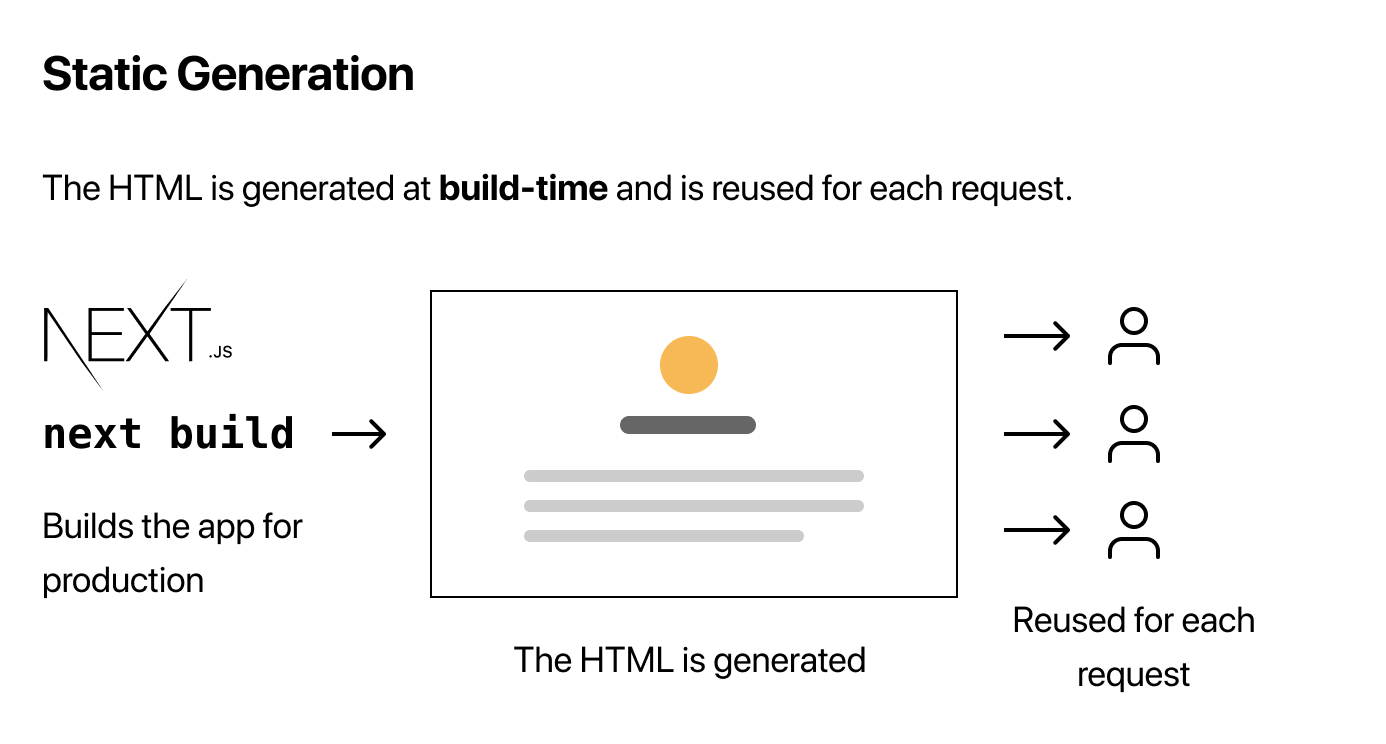 Static Generation
The HTML is generated at build-time and is reused for each request.
NEXT.JS
next build
Builds the app for
production
The HTML is generated
Reused for each
request